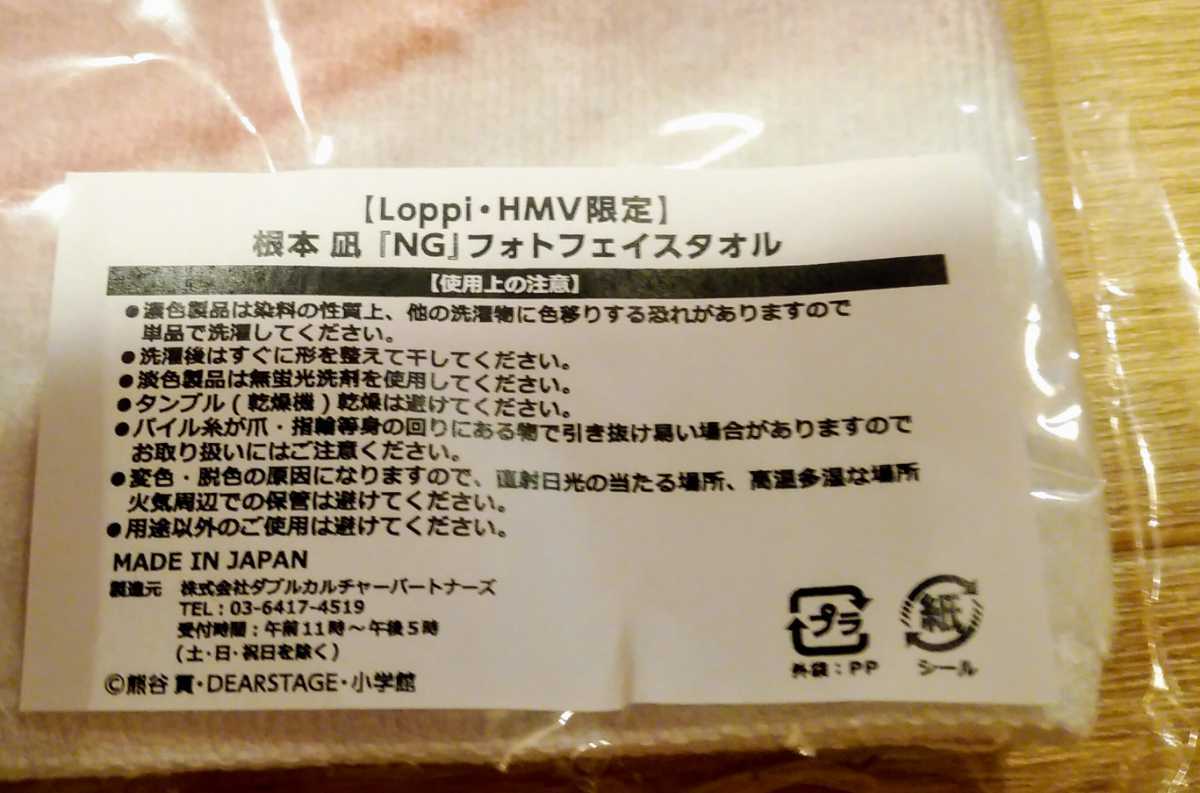 【Loppi・HMV限定】
根本 凪 『NG』フォトフェイスタオル
【使用上の注意】
●濃色製品は染料の性質上、他の洗濯物に色移りする恐れがありますので
単品で洗濯してください。
●洗濯後はすぐに形を整えて干してください。
●淡色製品は無蛍光洗剤を使用してください。
●タンブル(乾燥機)乾燥は避けてください。
●パイル糸が爪・指輪等身の回りにある物で引き抜け易い場合がありますので
お取り扱いにはご注意ください。
●変色・脱色の原因になりますので、直射日光の当たる場所、高温多湿な場所
火気周辺での保管は避けてください。
●用途以外のご使用は避けてください。
MADE IN JAPAN
製造元 株式会社ダブルカルチャーパートナーズ
TEL:03-6417-4519
受付時間:午前11時～午後5時
(土・日・祝日を除く)
©熊谷 貫・DEARSTAGE・小学館
プラ
外袋:PP
紙
シール